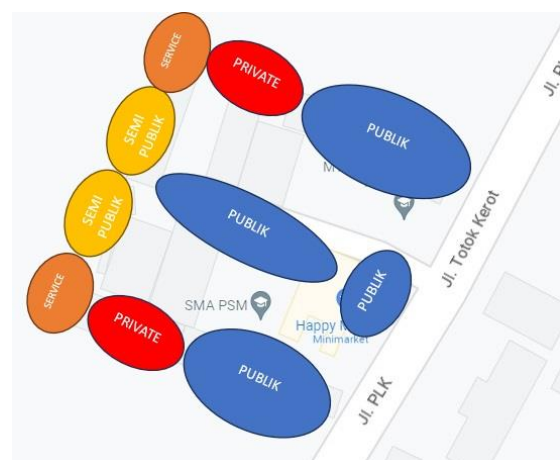 SERVICE
PRIVATE
PUBLIK
SEMI
PUBLIK
SEMI
PUBLIK
PUBLIK
PUBLIK
SERVICE
PRIVATE
PUBLIK
SMA PSM
Happy
Minimarket
Jl. Totok Kerot
Jl. PLK